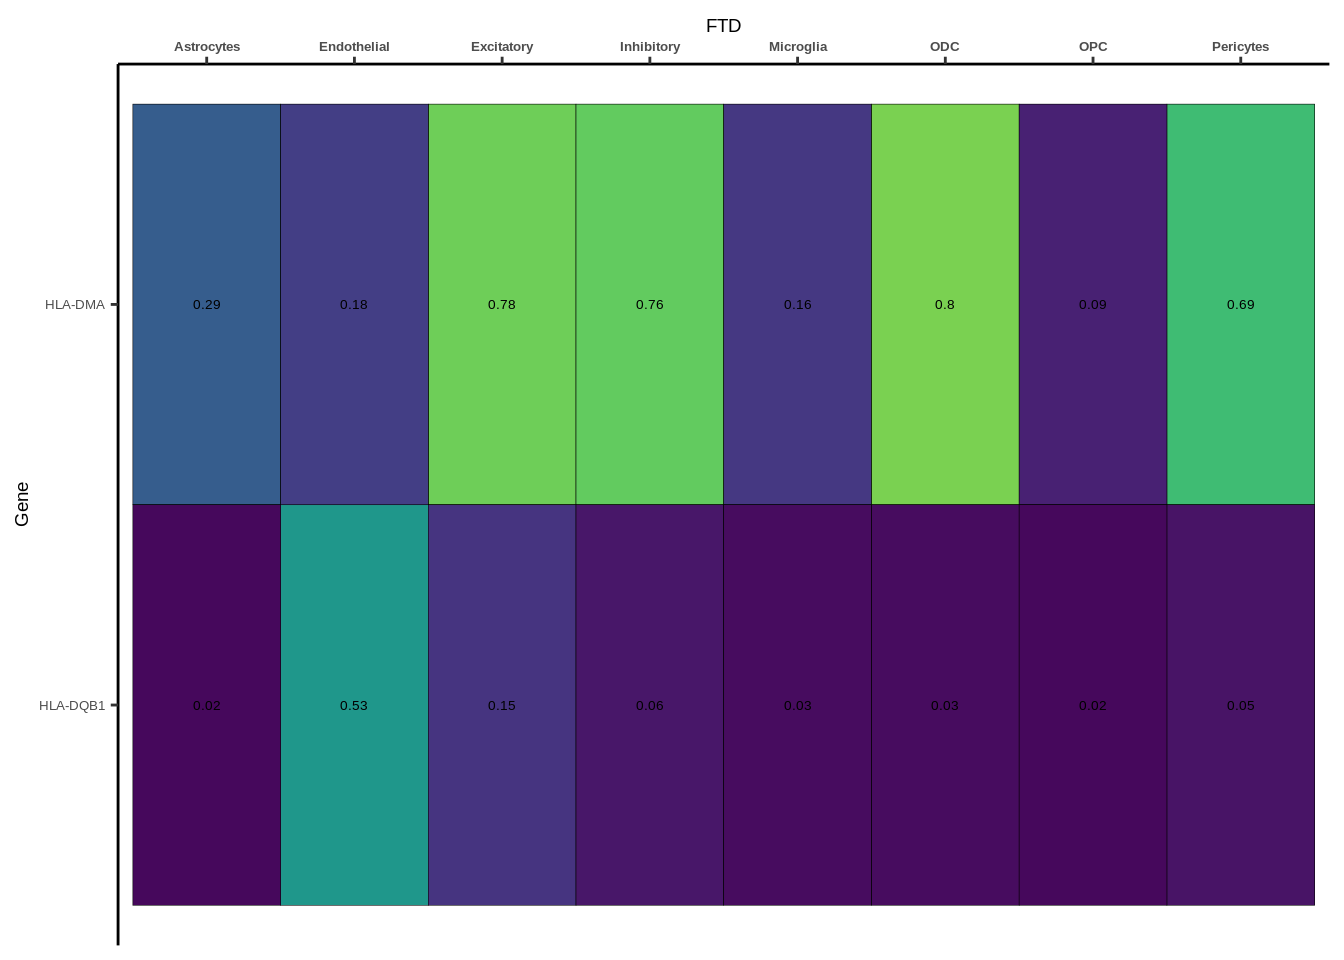 FTD
Astrocytes Endothelial Excitatory Inhibitory Microglia ODC OPC Pericytes
HLA-DMA 0.29 0.18 0.78 0.76 0.16 0.8 0.09 0.69
Gene
HLA-DQB1 0.02 0.53 0.15 0.06 0.03 0.03 0.02 0.05